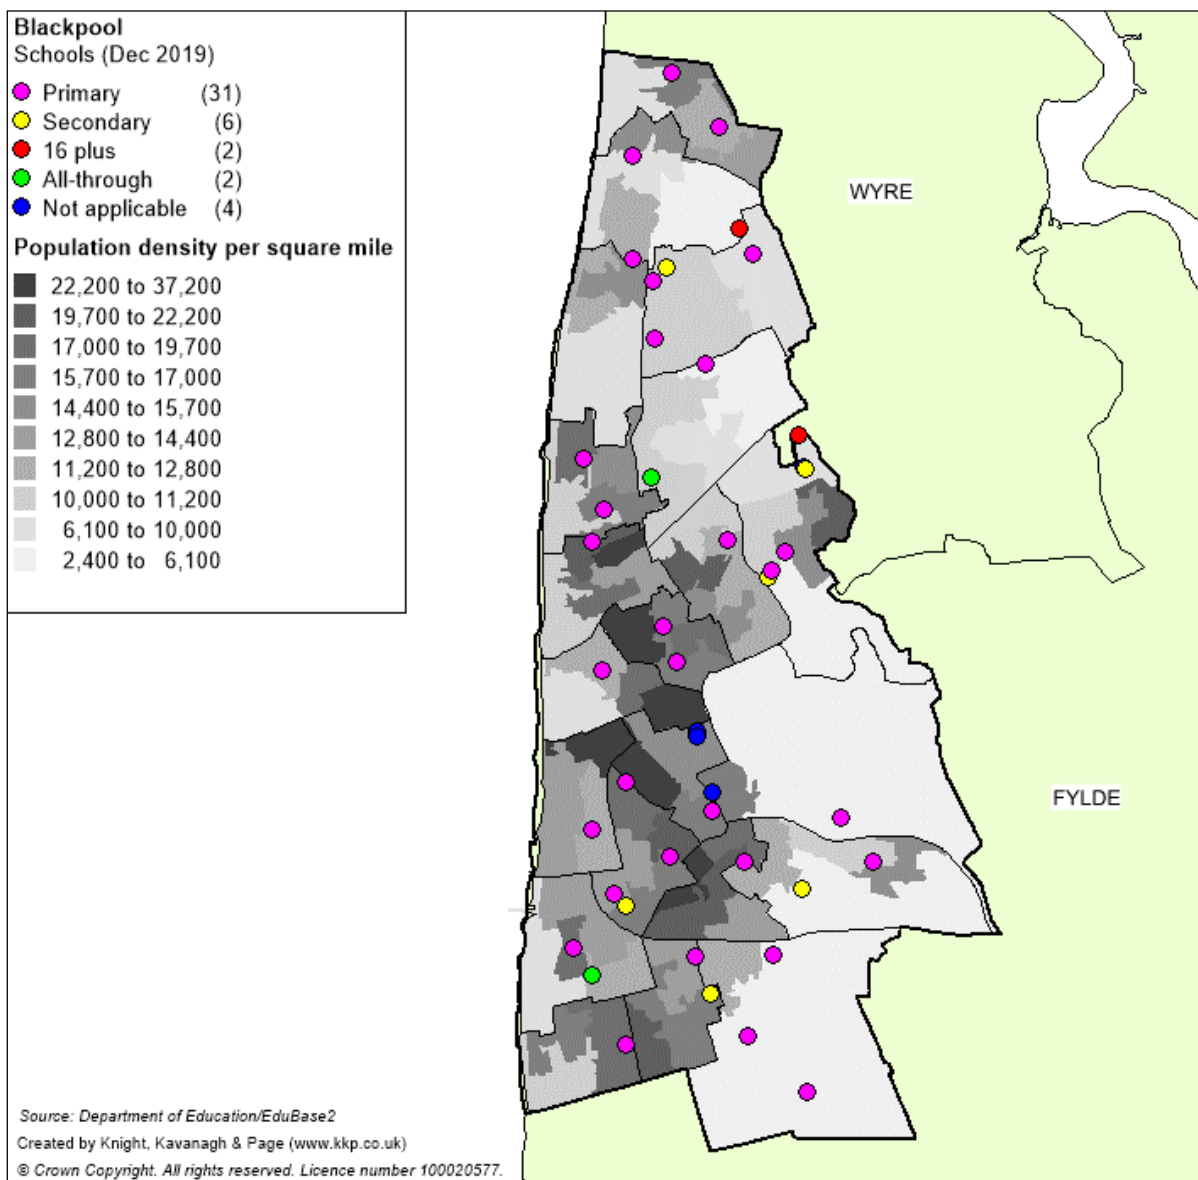 Blackpool
Schools (Dec 2019)
Primary (31)
Secondary (6)
16 plus (2)
All-through (2)
Not applicable (4)
Population density per square mile
22,200 to 37,200
19,700 to 22,200
17,000 to 19,700
15,700 to 17,000
14,400 to 15,700
12,800 to 14,400
11,200 to 12,800
10,000 to 11,200
6,100 to 10,000
2,400 to 6,100
WYRE
FYLDE
Source: Department of Education/EduBase2
Created by Knight, Kavanagh & Page (www.kkp.co.uk)
© Crown Copyright. All rights reserved. Licence number 100020577.